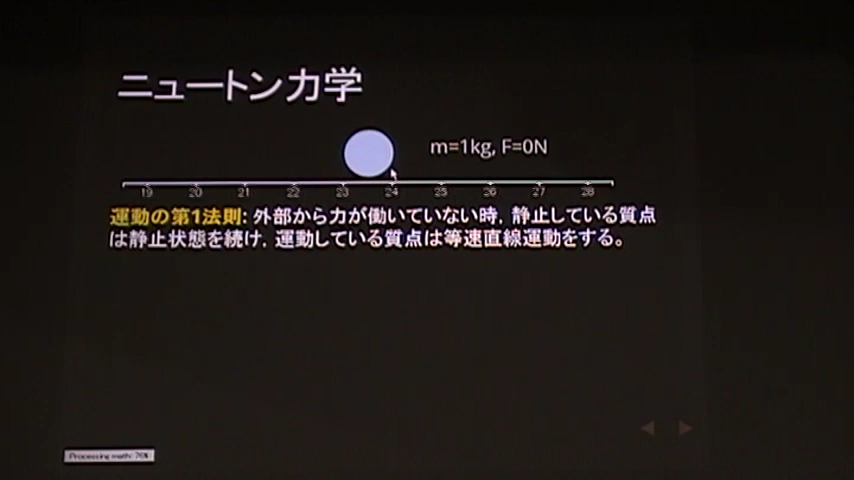 ニュートン力学
m=1kg, F=0N
19 20 21 22 23 24 25 26 27 28
運動の第1法則: 外部から力が働いていない時, 静止している質点
は静止状態を続け, 運動している質点は等速直線運動をする。
Processing math: 76%